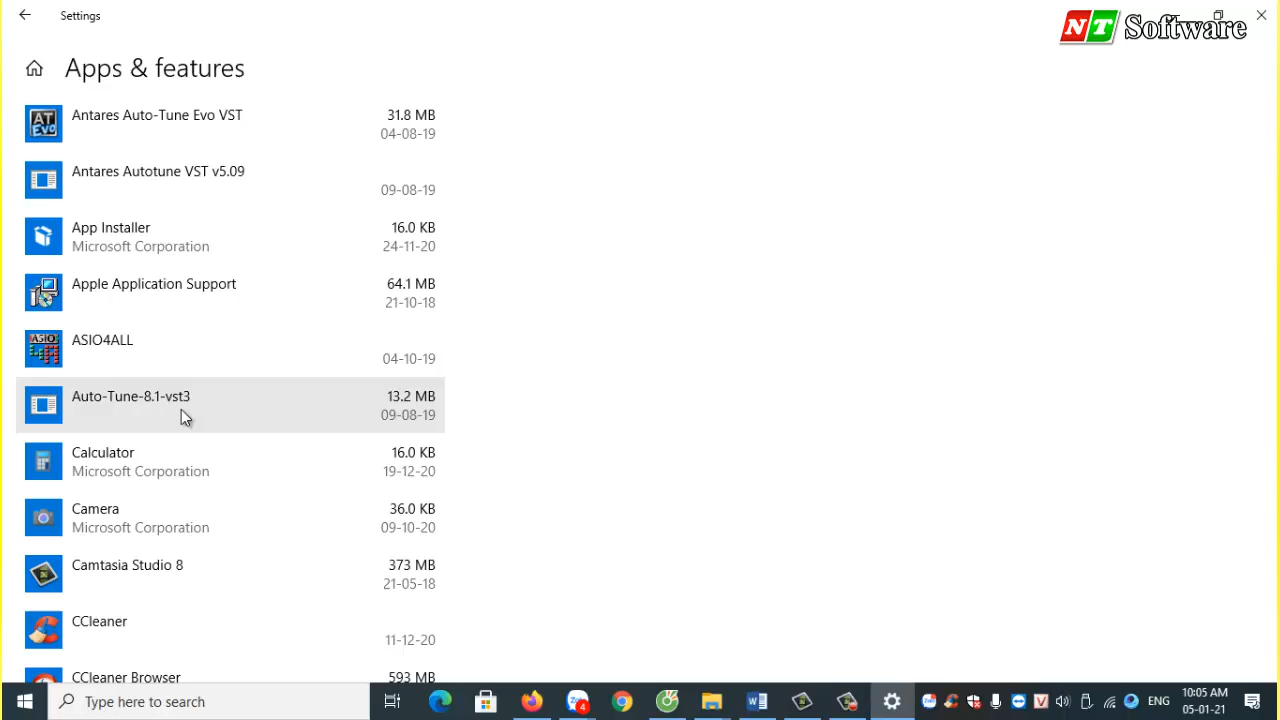 Settings
NT Software
Apps & features
Antares Auto-Tune Evo VST
31.8 MB
04-08-19
AT
Evo
Antares Autotune VST v5.09
09-08-19
App Installer
16.0 KB
Microsoft Corporation
24-11-20
Apple Application Support
64.1 MB
21-10-18
ASIO4ALL
04-10-19
ASIO
Auto-Tune-8.1-vst3
13.2 MB
09-08-19
Calculator
16.0 KB
Microsoft Corporation
19-12-20
Camera
36.0 KB
Microsoft Corporation
09-10-20
Camtasia Studio 8
373 MB
21-05-18
CCleaner
11-12-20
CCleaner Browser
593 MB
Type here to search
Zalo
4
W
V
ENG
10:05 AM
05-01-21